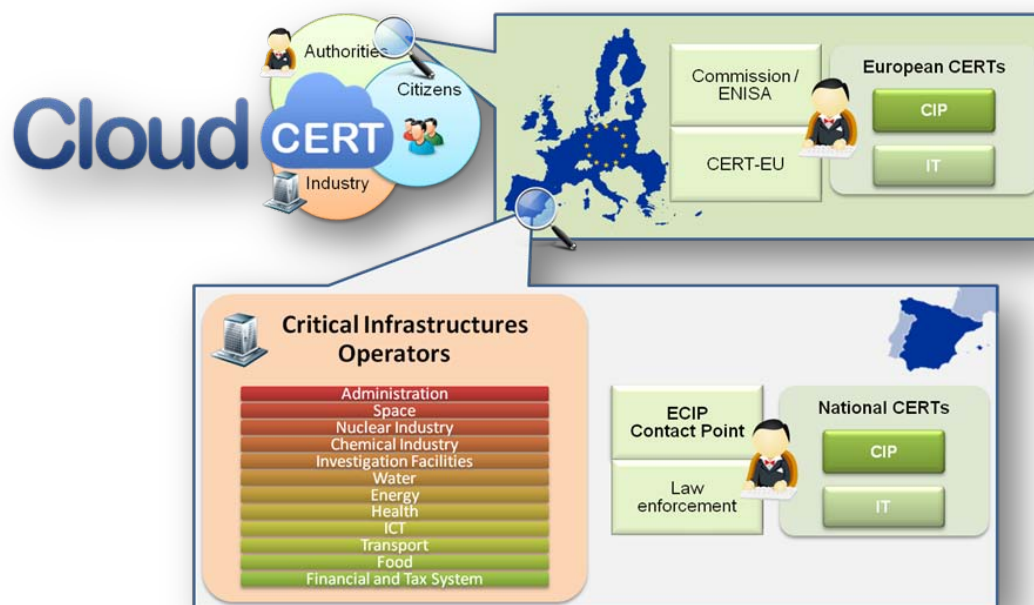 Cloud CERT
Authorities
Citizens
Industry
Commission /
ENISA
CERT-EU
European CERTs
CIP
IT
Critical Infrastructures
Operators
Administration
Space
Nuclear Industry
Chemical Industry
Investigation Facilities
Water
Energy
Health
ICT
Transport
Food
Financial and Tax System
ECIP
Contact Point
Law
enforcement
National CERTs
CIP
IT